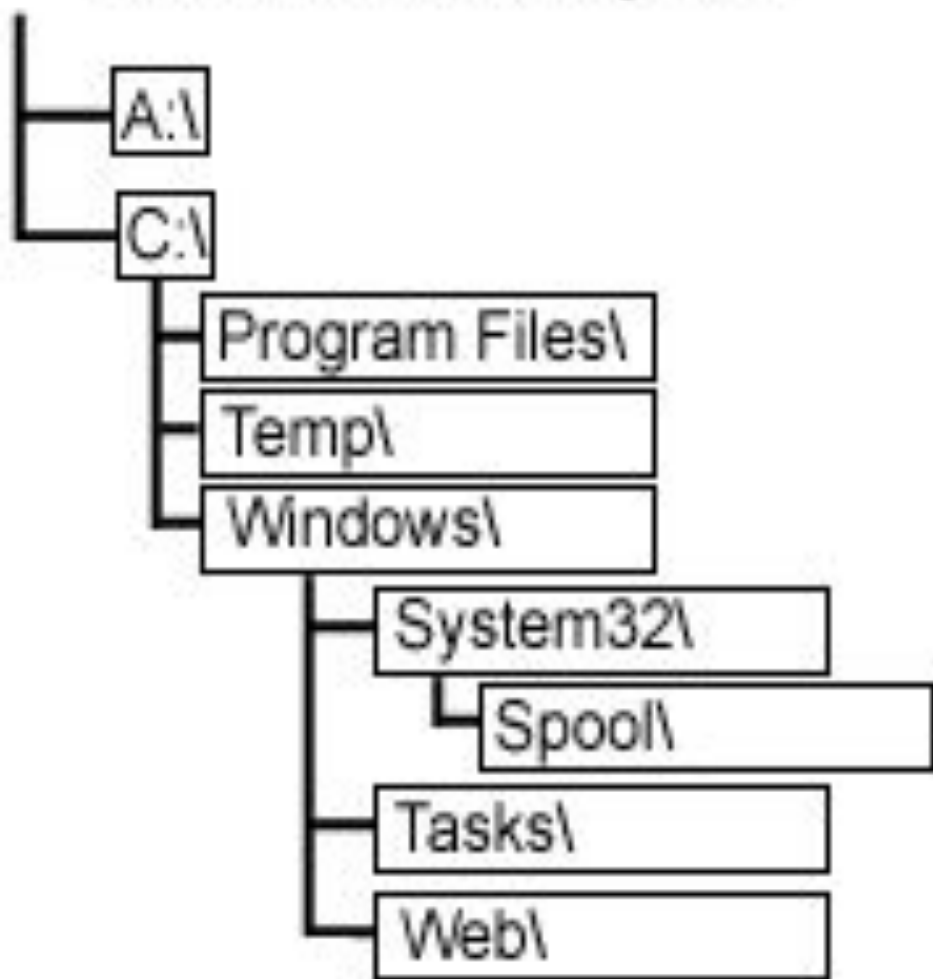 A:\
C:\
Program Files\
Temp\
Windows\
System32\
Spool\
Tasks\
Web\